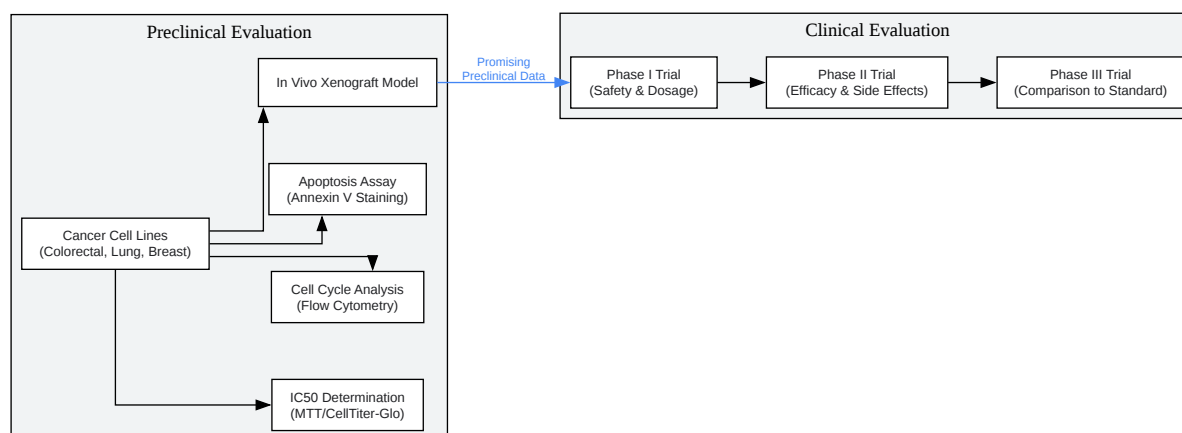 Preclinical Evaluation
In Vivo Xenograft Model
Apoptosis Assay
(Annexin V Staining)
Cancer Cell Lines
(Colorectal, Lung, Breast)
Cell Cycle Analysis
(Flow Cytometry)
IC50 Determination
(MTT/CellTiter-Glo)
Promising
Preclinical Data
Clinical Evaluation
Phase I Trial
(Safety & Dosage)
Phase II Trial
(Efficacy & Side Effects)
Phase III Trial
(Comparison to Standard)